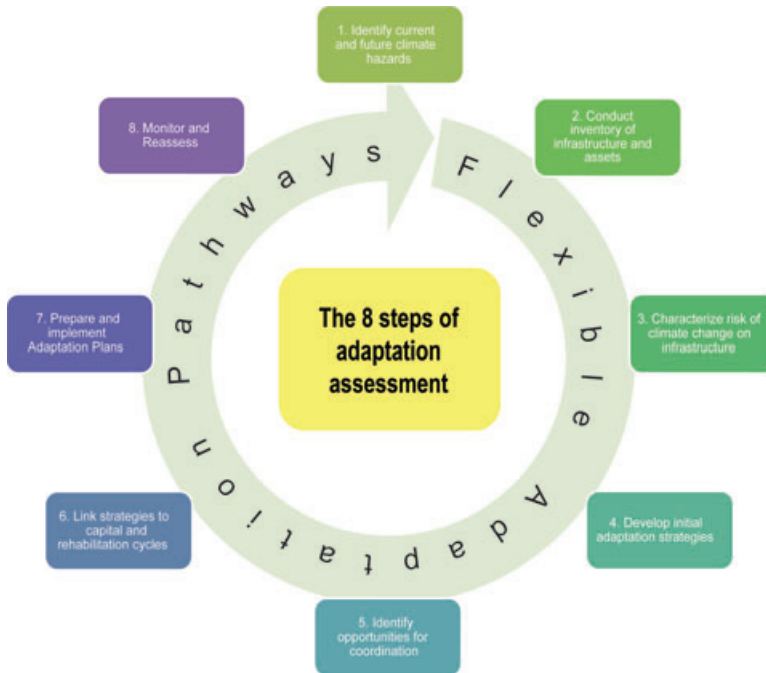 1. Identify current
and future climate
hazards
2. Conduct
inventory of
infrastructure and
assets
3. Characterize risk of
climate change on
infrastructure
4. Develop initial
adaptation strategies
5. Identify
opportunities for
coordination
6. Link strategies to
capital and
rehabilitation cycles
7. Prepare and
implement
Adaptation Plans
8. Monitor and
Reassess
Flexible Adaptation Pathways
The 8 steps of
adaptation
assessment